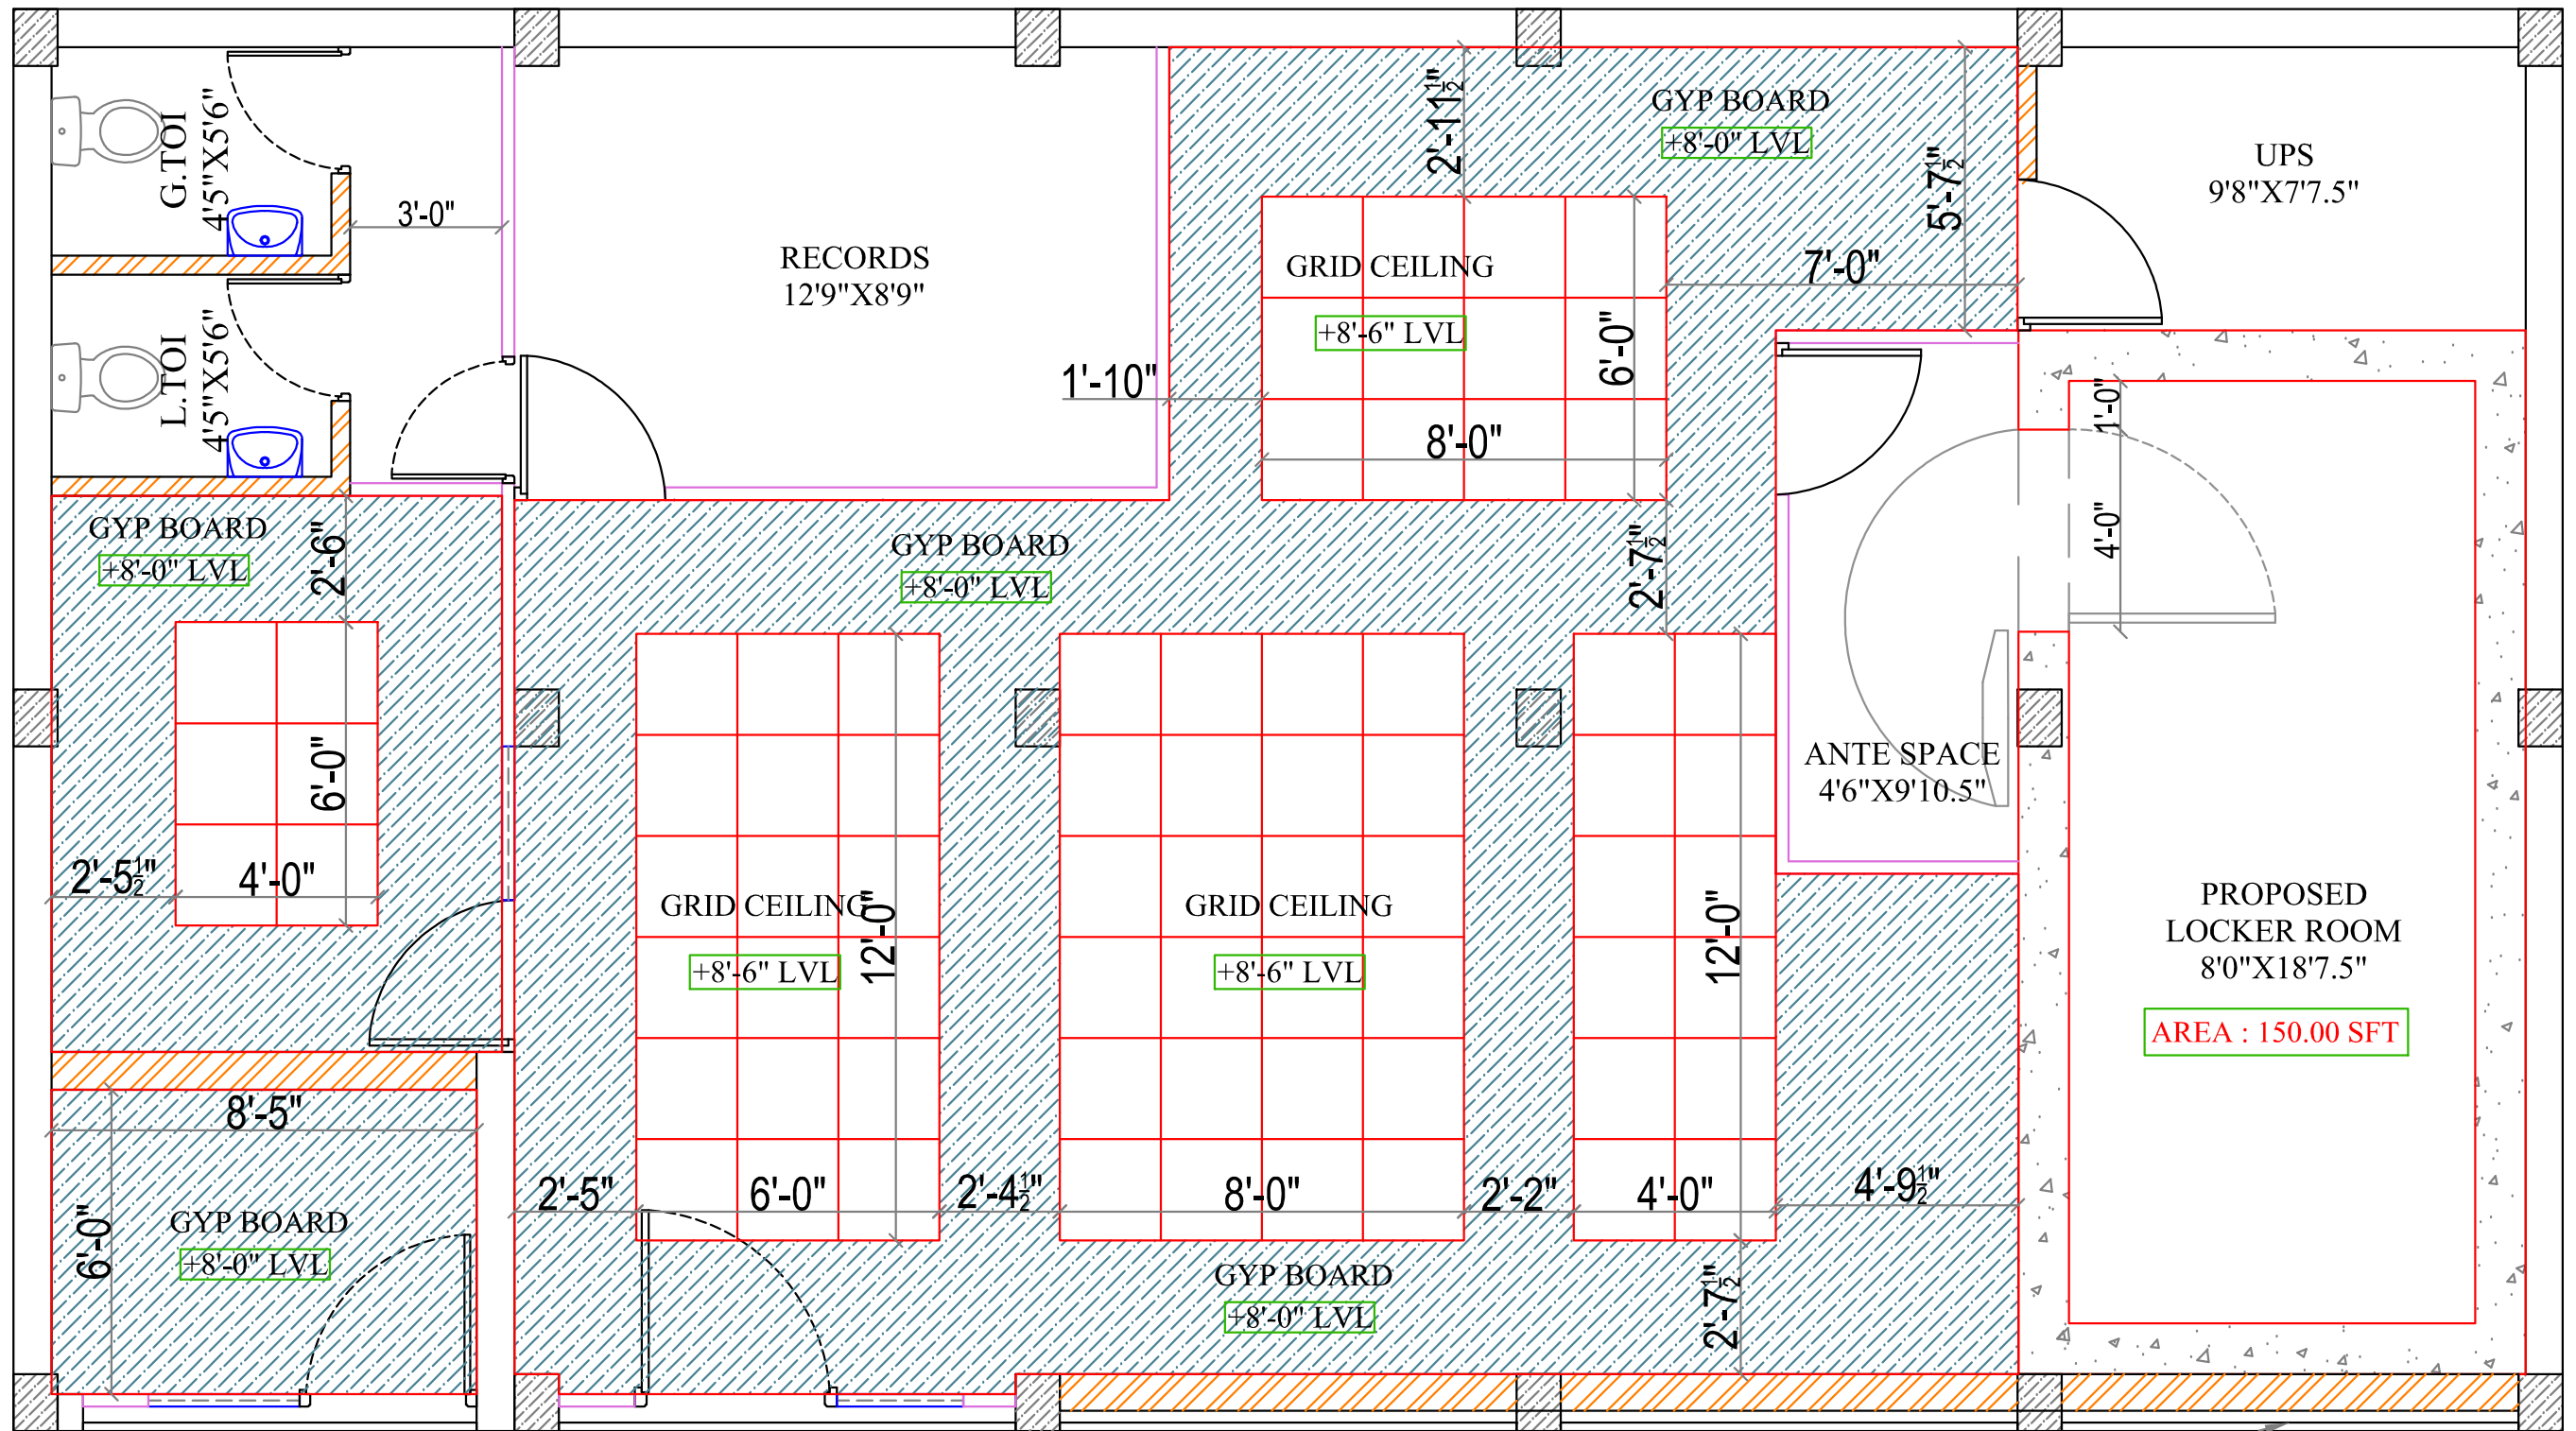 G.TOI
4'5"X5'6"
3'-0"
RECORDS
12'9"X8'9"
2'-11½"
GYP BOARD
+8'-0" LVL
5'-7½"
UPS
9'8"X7'7.5"
GRID CEILING
+8'-6" LVL
7'-0"
6'-0"
1'-10"
8'-0"
L.TOI
4'5"X5'6"
1'-0"
4'-0"
GYP BOARD
+8'-0" LVL
2'-6"
GYP BOARD
+8'-0" LVL
2'-7½"
6'-0"
2'-5½"
4'-0"
ANTE SPACE
4'6"X9'10.5"
GRID CEILING
+8'-6" LVL
12'-0"
GRID CEILING
+8'-6" LVL
12'-0"
PROPOSED
LOCKER ROOM
8'0"X18'7.5"
AREA : 150.00 SFT
8'-5"
6'-0"
GYP BOARD
+8'-0" LVL
2'-5"
6'-0"
2'-4½"
8'-0"
2'-2"
4'-0"
4'-9½"
GYP BOARD
+8'-0" LVL
2'-7½"